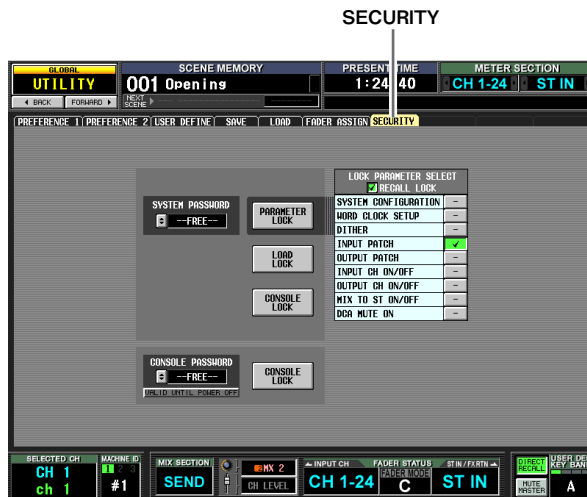 SECURITY
GLOBAL
UTILITY
◄ BACK FORWARD ►
SCENE MEMORY
001 Opening
NEXT SCENE
PRESENT TIME
1:24 40
METER SECTION
CH 1-24 ST IN
PREFERENCE 1 PREFERENCE 2 USER DEFINE SAVE LOAD FADER ASSIGN SECURITY
SYSTEM PASSWORD
--FREE--
PARAMETER LOCK
LOAD LOCK
CONSOLE LOCK
LOCK PARAMETER SELECT
RECALL LOCK
SYSTEM CONFIGURATION –
WORD CLOCK SETUP –
DITHER –
INPUT PATCH ✓
OUTPUT PATCH –
INPUT CH ON/OFF –
OUTPUT CH ON/OFF –
MIX TO ST ON/OFF –
DCA MUTE ON –
CONSOLE PASSWORD
--FREE--
VALID UNTIL POWER OFF
CONSOLE LOCK
SELECTED CH
CH 1
ch 1
MACHINE ID
1 2 3
#1
MIX SECTION
SEND
MX 2
CH LEVEL
INPUT CH
CH 1-24
FADER STATUS
FADER MODE
C
ST IN / FX RTN
ST IN
DIRECT RECALL
MUTE MASTER
USER DE
KEY BAN
A